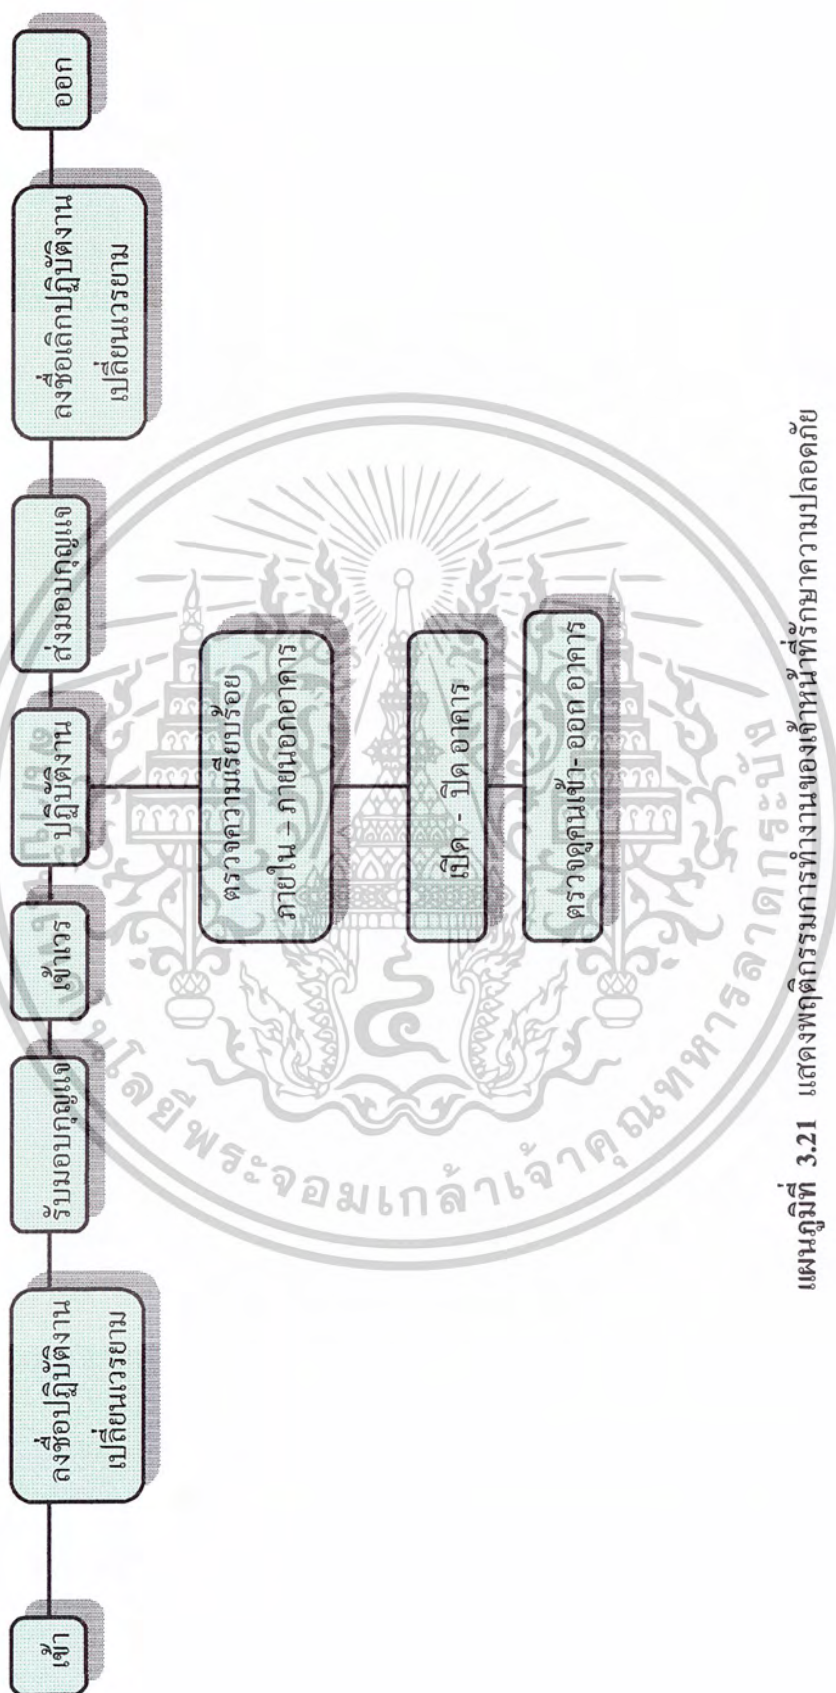 เข้า
ลงชื่อปฏิบัติงาน
เปลี่ยนเวรยาม
รับมอบกุญแจ
เข้าเวร
ปฏิบัติงาน
ส่งมอบกุญแจ
ลงชื่อเลิกปฏิบัติงาน
เปลี่ยนเวรยาม
ออก
ตรวจความเรียบร้อย
ภายใน – ภายนอกอาคาร
เปิด - ปิด อาคาร
ตรวจดูคนเข้า- ออก อาคาร
แผนภูมิที่ 3.21 แสดงพฤติกรรมการทำงานของเจ้าหน้าที่รักษาความปลอดภัย